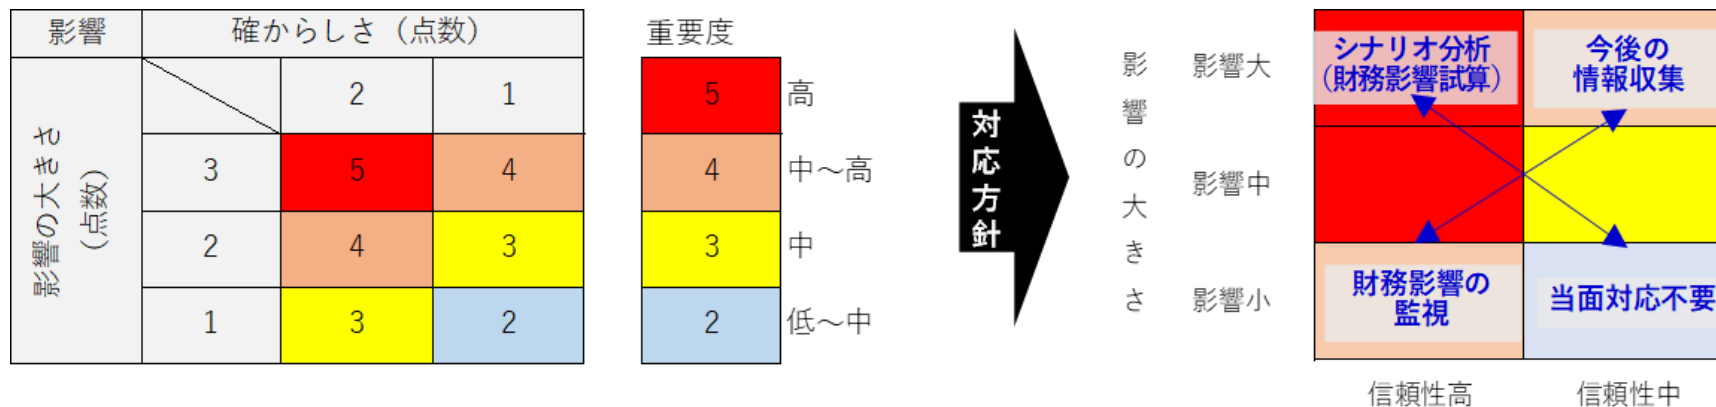 影響
確からしさ（点数）
2
1
影響の大きさ
（点数）
3
5
4
2
4
3
1
3
2
重要度
5
高
4
中～高
3
中
2
低～中
対応方針
影響の大きさ
影響大
影響中
影響小
シナリオ分析
（財務影響試算）
今後の
情報収集
財務影響の
監視
当面対応不要
信頼性高
信頼性中